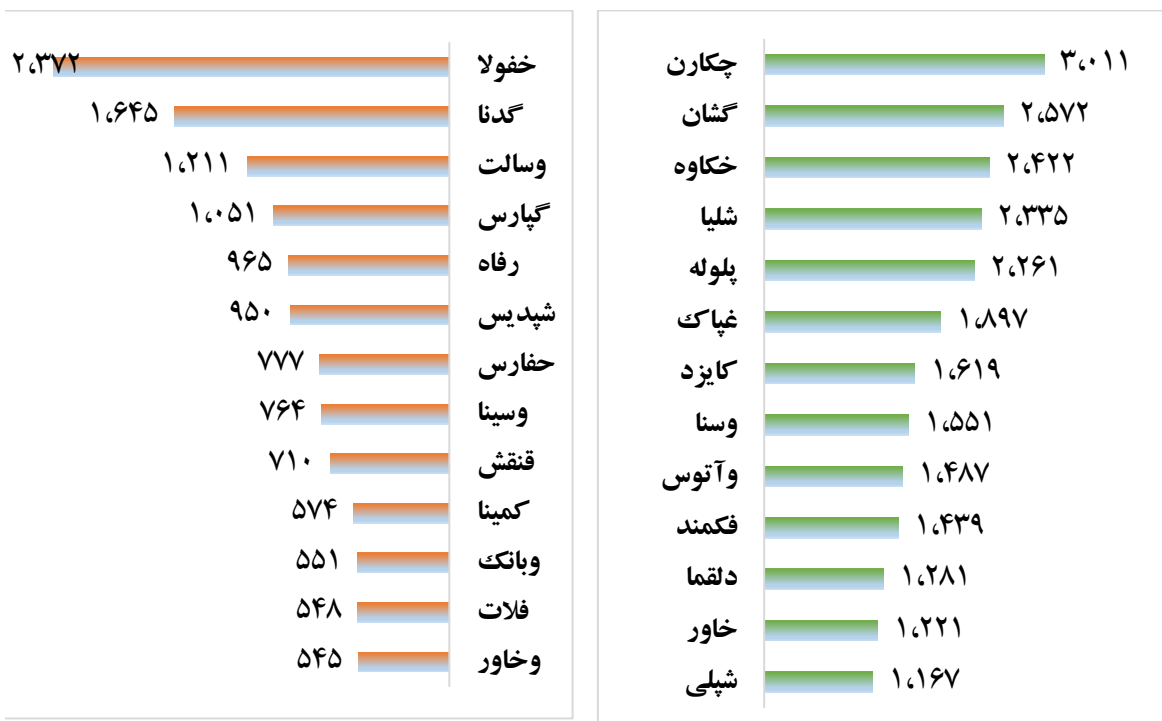 چکارن ۳،۰۱۱
گشان ۲،۵۷۲
خکاوه ۲،۴۲۲
شلیا ۲،۳۳۵
پلوله ۲،۲۶۱
غپاک ۱،۸۹۷
کایزد ۱،۶۱۹
وسنا ۱،۵۵۱
وآتوس ۱،۴۸۷
فکمند ۱،۴۳۹
دلقما ۱،۲۸۱
خاور ۱،۲۲۱
شپلی ۱،۱۶۷
خفولا ۲،۳۷۲
گدنا ۱،۶۴۵
وسالت ۱،۲۱۱
گپارس ۱،۰۵۱
رفاه ۹۶۵
شپدیس ۹۵۰
حفارس ۷۷۷
وسینا ۷۶۴
قنقش ۷۱۰
کمینا ۵۷۴
وبانک ۵۵۱
فلات ۵۴۸
وخاور ۵۴۵